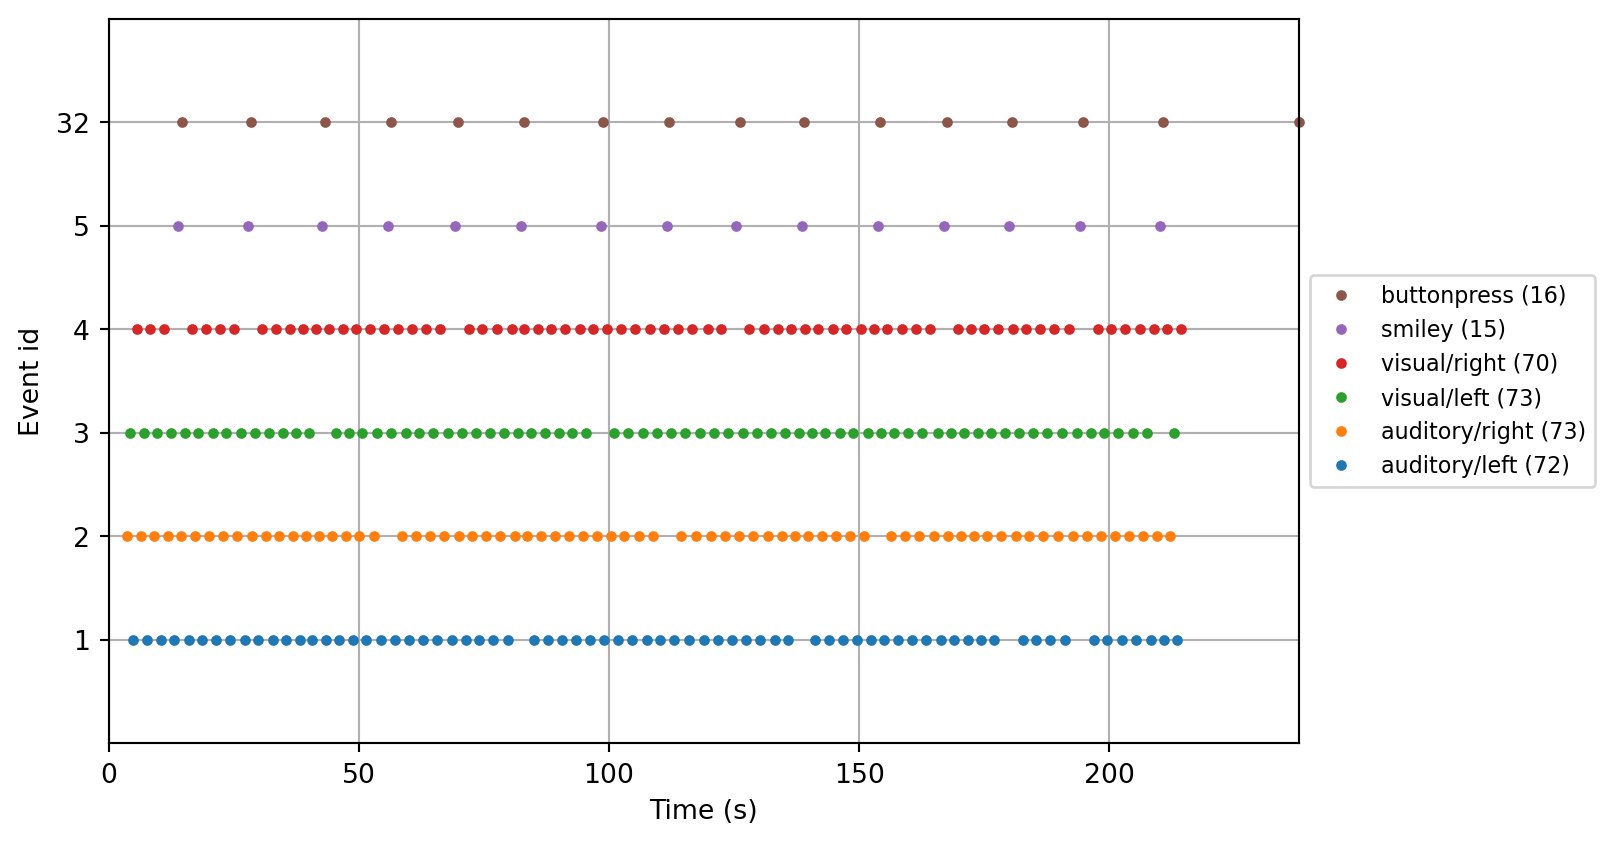 32
5
4
3
2
1
Event id
0 50 100 150 200
Time (s)
buttonpress (16)
smiley (15)
visual/right (70)
visual/left (73)
auditory/right (73)
auditory/left (72)